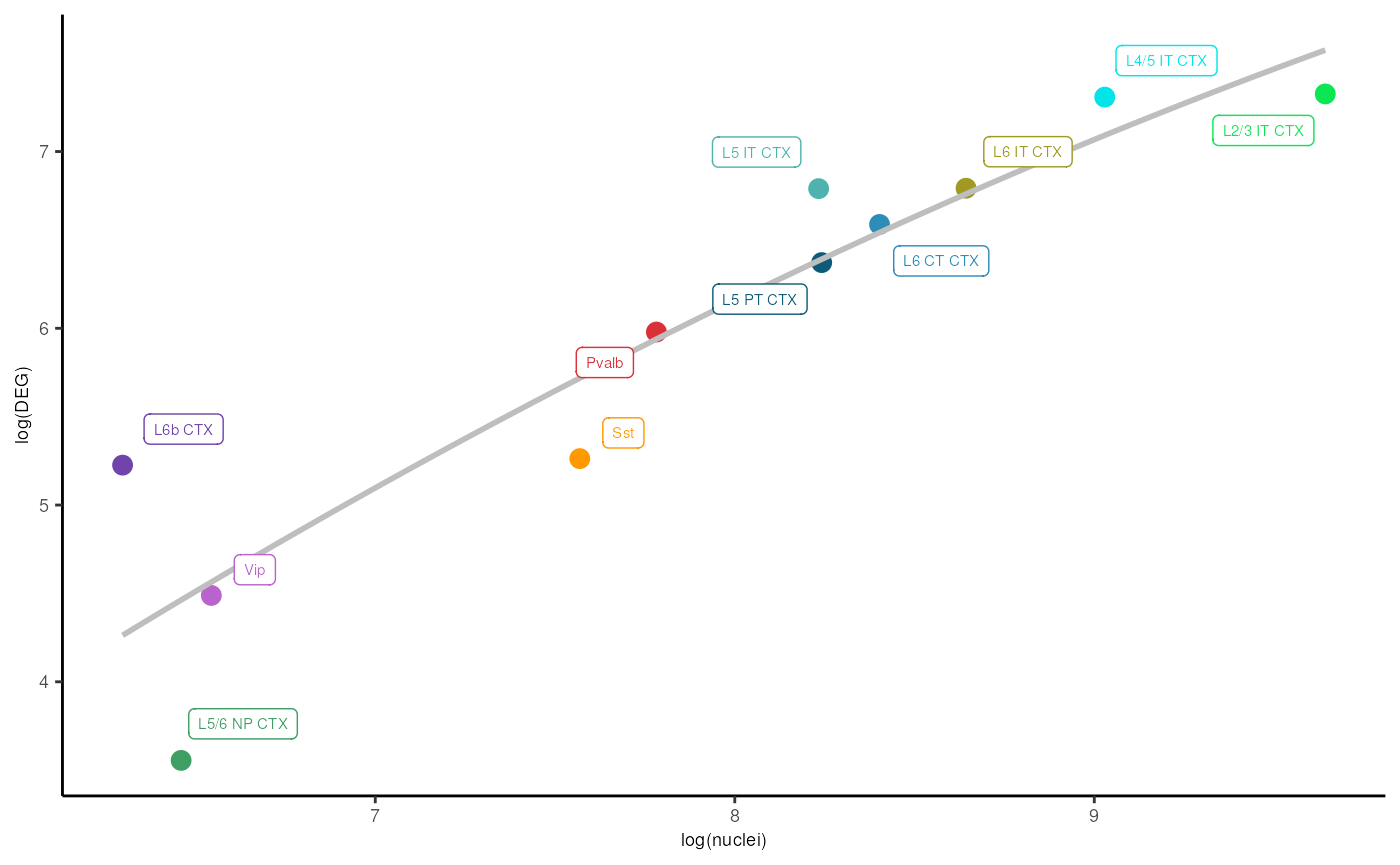 L4/5 IT CTX
L2/3 IT CTX
L5 IT CTX
L6 IT CTX
L6 CT CTX
L5 PT CTX
Pvalb
Sst
L6b CTX
Vip
L5/6 NP CTX
7
6
5
4
log(DEG)
7
8
9
log(nuclei)